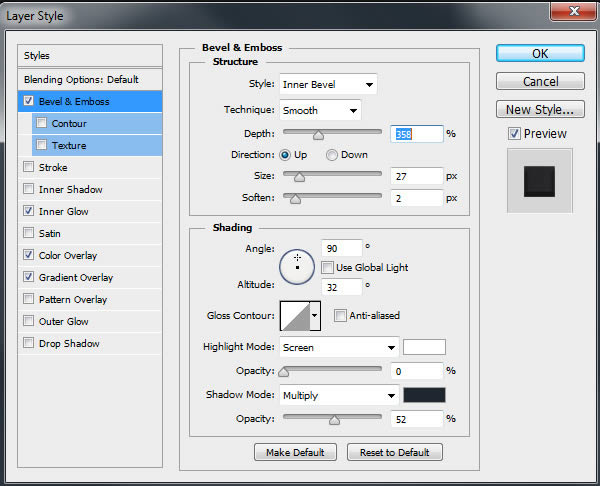 Layer Style
Styles
Blending Options: Default
Bevel & Emboss
Contour
Texture
Stroke
Inner Shadow
Inner Glow
Satin
Color Overlay
Gradient Overlay
Pattern Overlay
Outer Glow
Drop Shadow
Bevel & Emboss
Structure
Style: Inner Bevel
Technique: Smooth
Depth: 358 %
Direction: Up Down
Size: 27 px
Soften: 2 px
Shading
Angle: 90 °
Use Global Light
Altitude: 32 °
Gloss Contour: Anti-aliased
Highlight Mode: Screen
Opacity: 0 %
Shadow Mode: Multiply
Opacity: 52 %
Make Default Reset to Default
OK
Cancel
New Style...
Preview